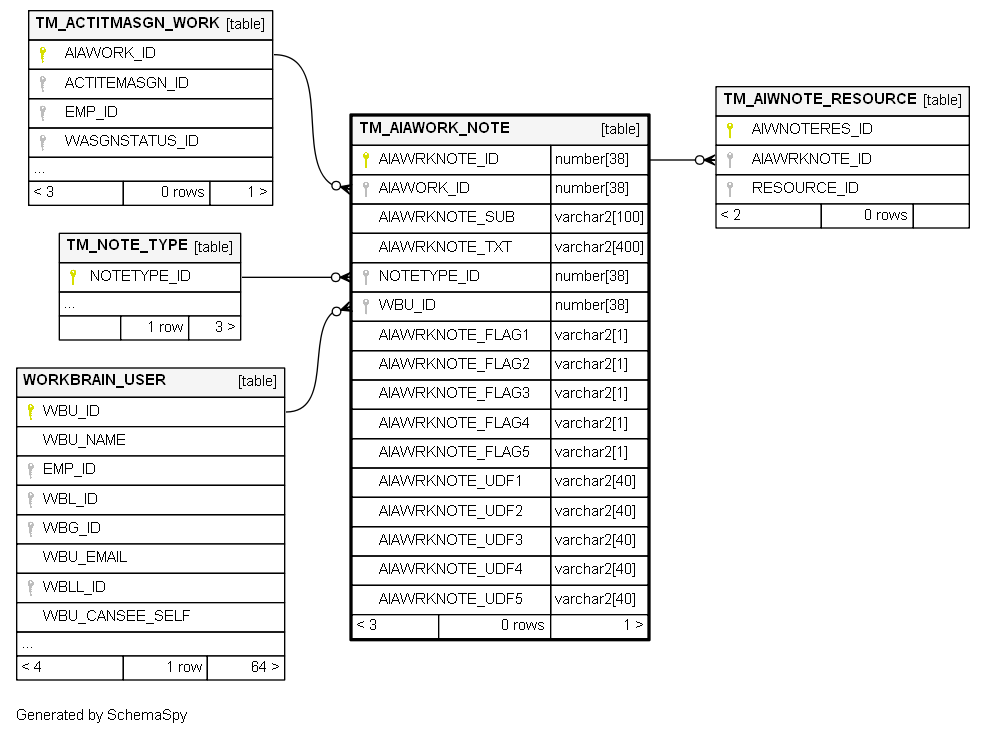 TM_ACTITMASGN_WORK [table]
AIAWORK_ID
ACTITEMASGN_ID
EMP_ID
WASGNSTATUS_ID
...
< 3 0 rows 1 >
TM_NOTE_TYPE [table]
NOTETYPE_ID
...
1 row 3 >
WORKBRAIN_USER [table]
WBU_ID
WBU_NAME
EMP_ID
WBL_ID
WBG_ID
WBU_EMAIL
WBLL_ID
WBU_CANSEE_SELF
...
< 4 1 row 64 >
TM_AIAWORK_NOTE [table]
AIAWRKNOTE_ID number[38]
AIAWORK_ID number[38]
AIAWRKNOTE_SUB varchar2[100]
AIAWRKNOTE_TXT varchar2[400]
NOTETYPE_ID number[38]
WBU_ID number[38]
AIAWRKNOTE_FLAG1 varchar2[1]
AIAWRKNOTE_FLAG2 varchar2[1]
AIAWRKNOTE_FLAG3 varchar2[1]
AIAWRKNOTE_FLAG4 varchar2[1]
AIAWRKNOTE_FLAG5 varchar2[1]
AIAWRKNOTE_UDF1 varchar2[40]
AIAWRKNOTE_UDF2 varchar2[40]
AIAWRKNOTE_UDF3 varchar2[40]
AIAWRKNOTE_UDF4 varchar2[40]
AIAWRKNOTE_UDF5 varchar2[40]
< 3 0 rows 1 >
TM_AIWNOTE_RESOURCE [table]
AIWNOTERES_ID
AIAWRKNOTE_ID
RESOURCE_ID
< 2 0 rows
Generated by SchemaSpy